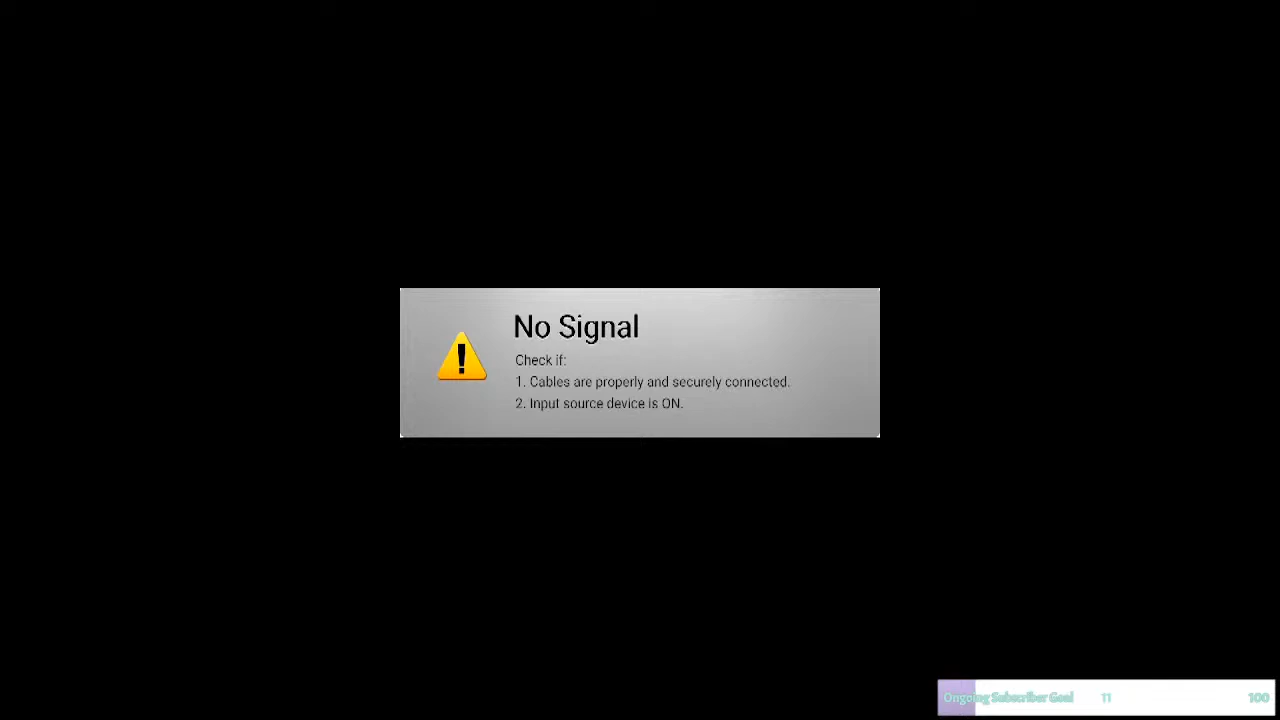 No Signal
Check if:
1. Cables are properly and securely connected.
2. Input source device is ON.
Ongoing Subscriber Goal 11 100